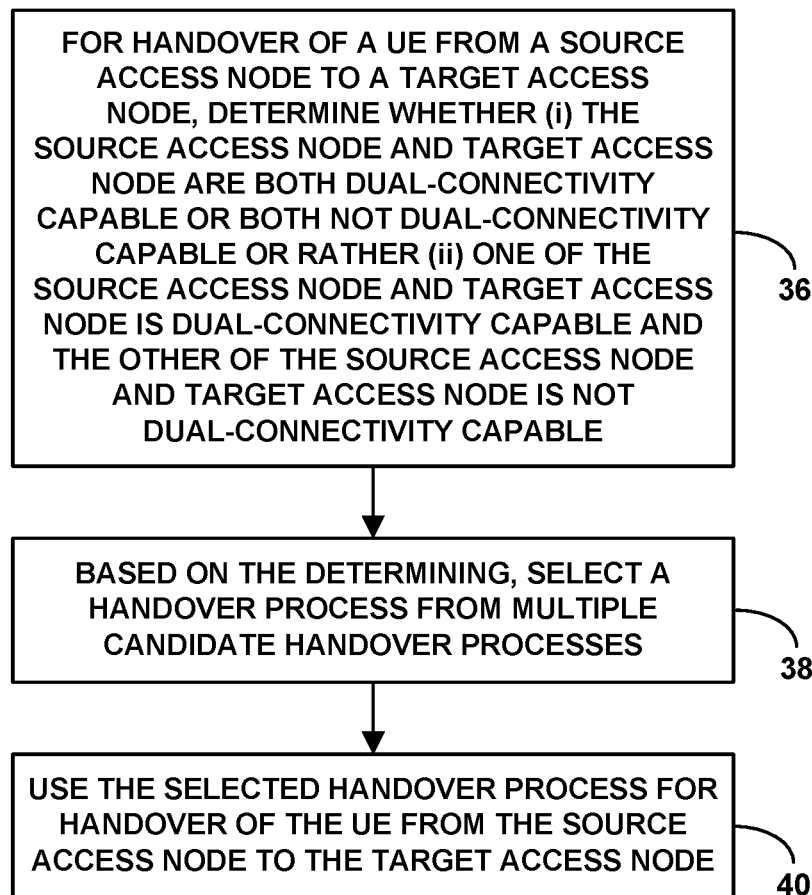 FOR HANDOVER OF A UE FROM A SOURCE
ACCESS NODE TO A TARGET ACCESS
NODE, DETERMINE WHETHER (i) THE
SOURCE ACCESS NODE AND TARGET ACCESS
NODE ARE BOTH DUAL-CONNECTIVITY
CAPABLE OR BOTH NOT DUAL-CONNECTIVITY
CAPABLE OR RATHER (ii) ONE OF THE
SOURCE ACCESS NODE AND TARGET ACCESS
NODE IS DUAL-CONNECTIVITY CAPABLE AND
THE OTHER OF THE SOURCE ACCESS NODE
AND TARGET ACCESS NODE IS NOT
DUAL-CONNECTIVITY CAPABLE
36
BASED ON THE DETERMINING, SELECT A
HANDOVER PROCESS FROM MULTIPLE
CANDIDATE HANDOVER PROCESSES
38
USE THE SELECTED HANDOVER PROCESS FOR
HANDOVER OF THE UE FROM THE SOURCE
ACCESS NODE TO THE TARGET ACCESS NODE
40